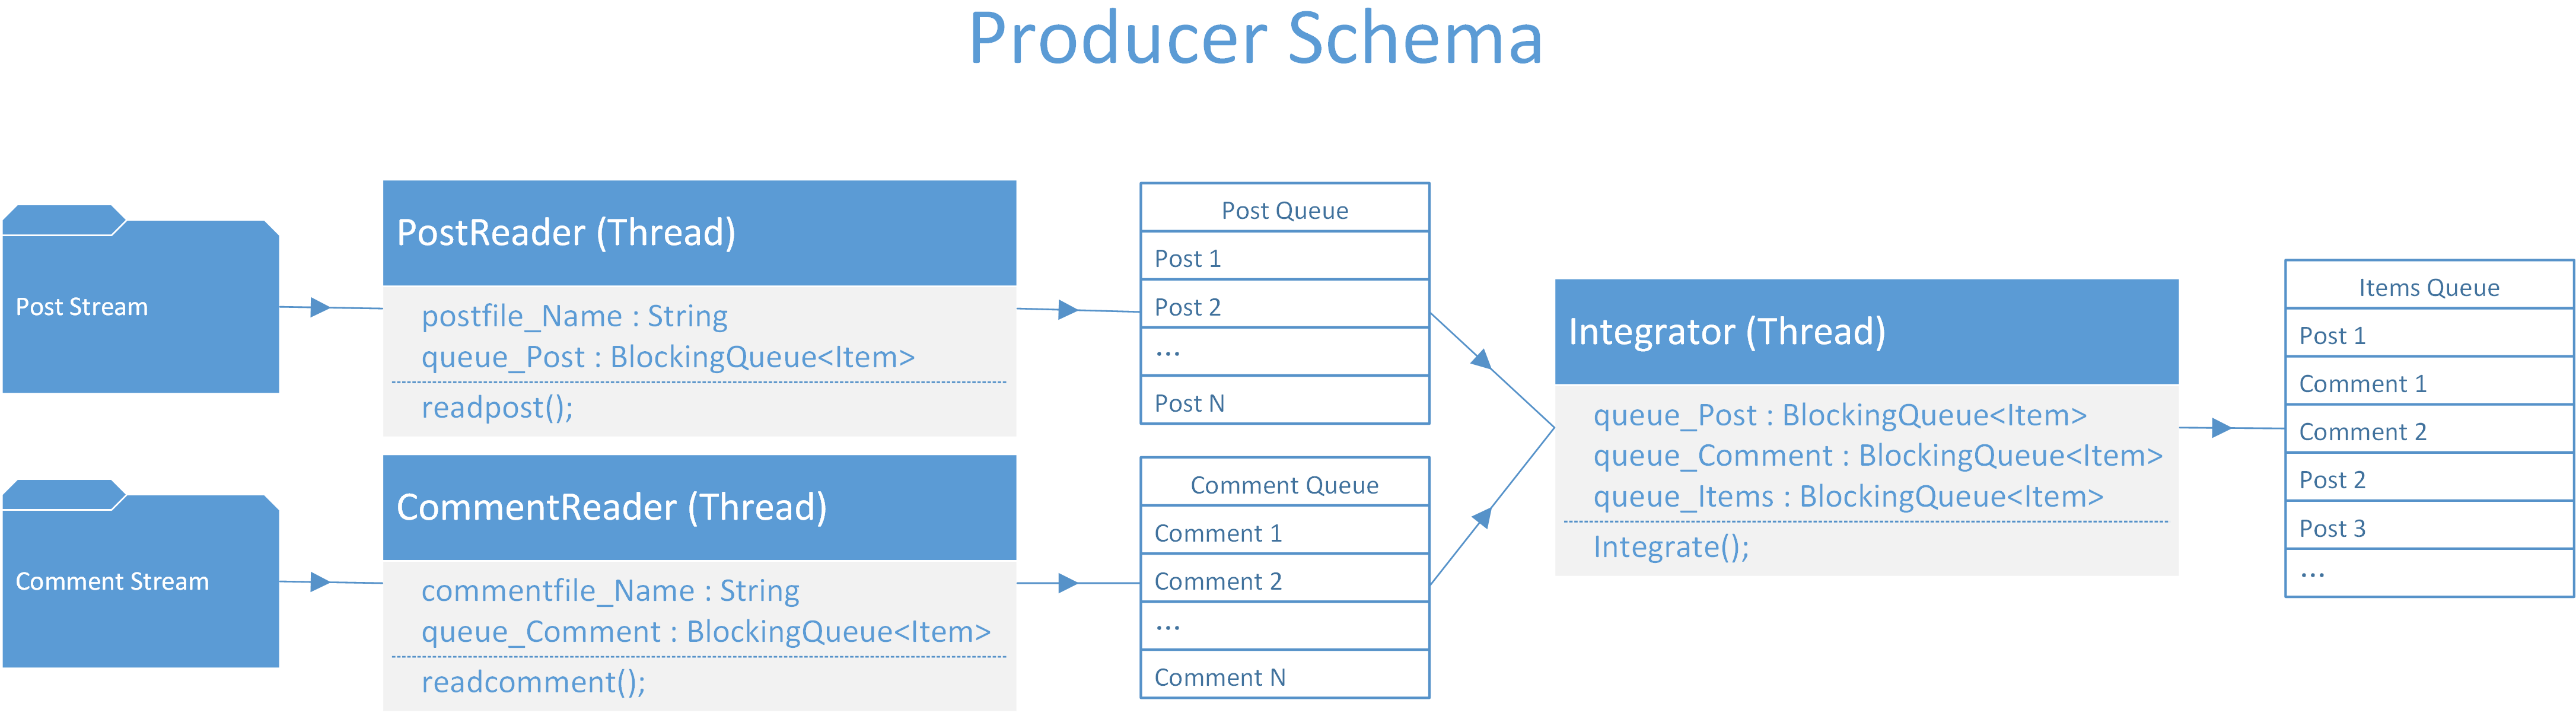 Producer Schema
Post Stream
PostReader (Thread)
postfile_Name : String
queue_Post : BlockingQueue<Item>
readpost();
Post Queue
Post 1
Post 2
...
Post N
Comment Stream
CommentReader (Thread)
commentfile_Name : String
queue_Comment : BlockingQueue<Item>
readcomment();
Comment Queue
Comment 1
Comment 2
...
Comment N
Integrator (Thread)
queue_Post : BlockingQueue<Item>
queue_Comment : BlockingQueue<Item>
queue_Items : BlockingQueue<Item>
Integrate();
Items Queue
Post 1
Comment 1
Comment 2
Post 2
Post 3
...